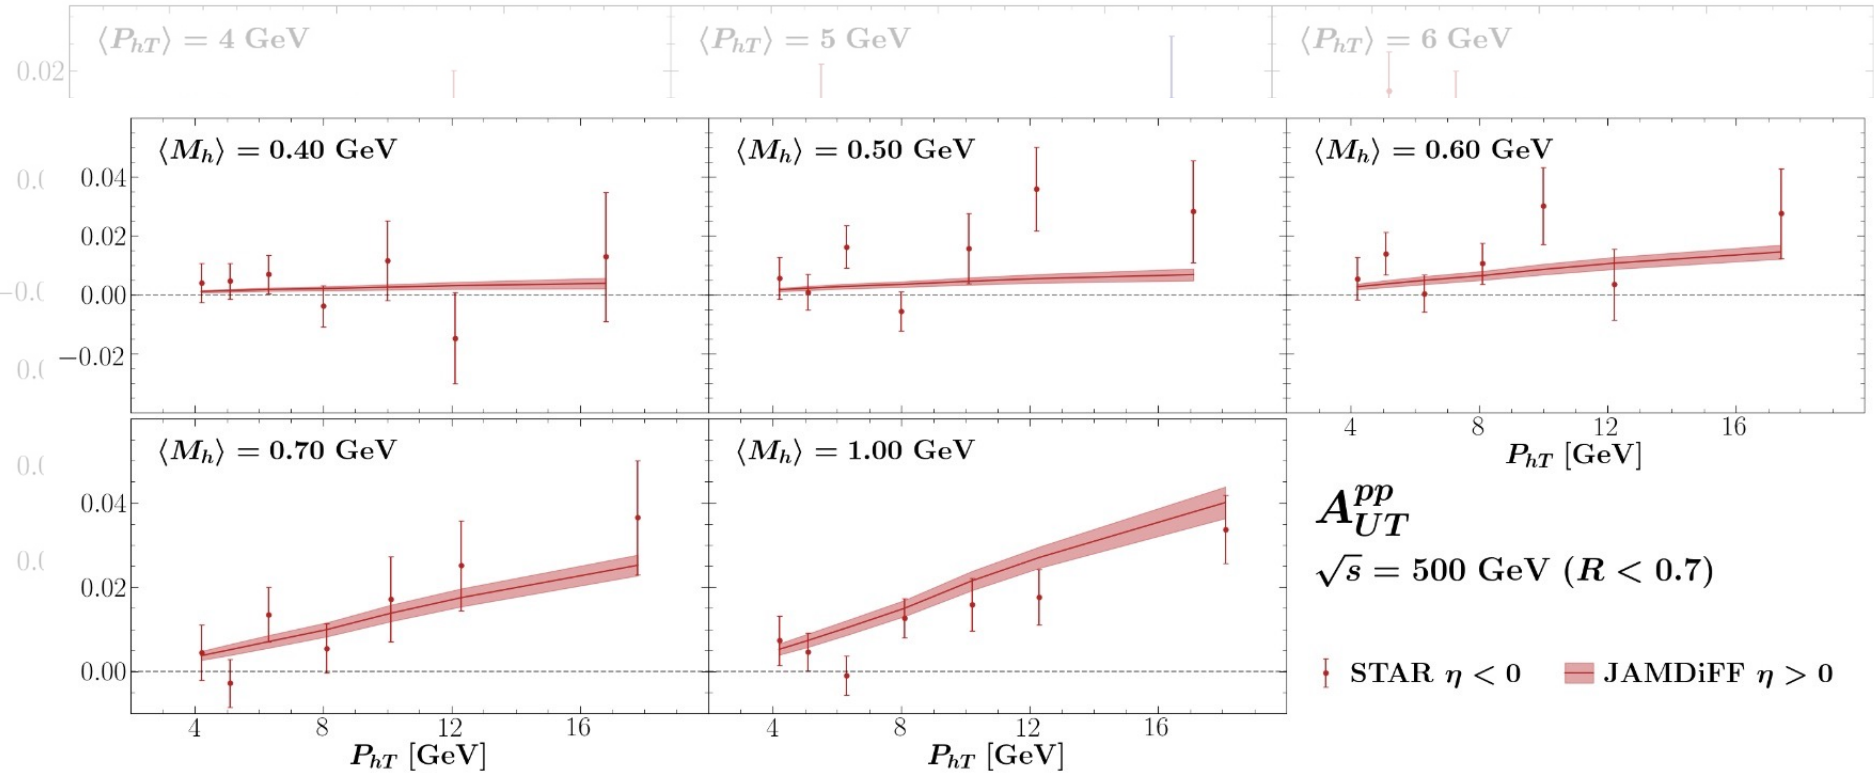 ⟨P_hT⟩ = 4 GeV ⟨P_hT⟩ = 5 GeV ⟨P_hT⟩ = 6 GeV
0.02
⟨M_h⟩ = 0.40 GeV ⟨M_h⟩ = 0.50 GeV ⟨M_h⟩ = 0.60 GeV
0.04
0.02
0.00
−0.02
4 8 12 16
P_hT [GeV]
⟨M_h⟩ = 0.70 GeV ⟨M_h⟩ = 1.00 GeV
0.04
0.02
0.00
4 8 12 16 4 8 12 16
P_hT [GeV] P_hT [GeV]
A_UT^pp
√s = 500 GeV (R < 0.7)
STAR η < 0 JAMDiFF η > 0